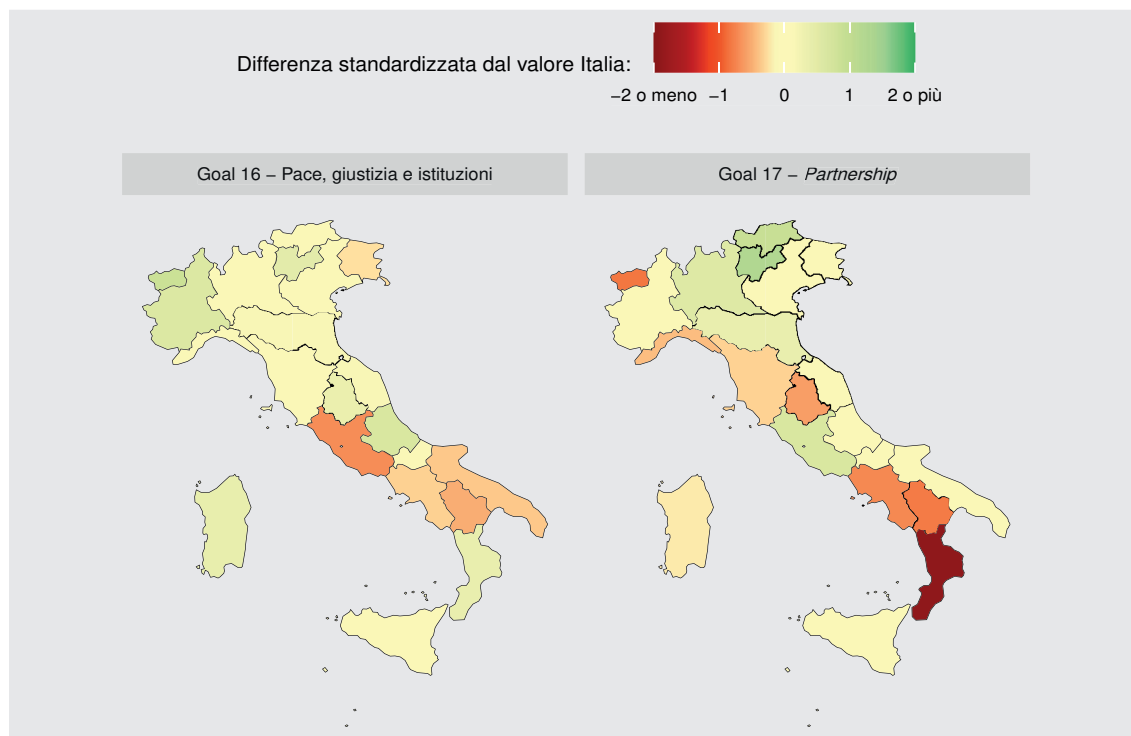 Differenza standardizzata dal valore Italia:
−2 o meno −1 0 1 2 o più
Goal 16 − Pace, giustizia e istituzioni
Goal 17 − Partnership